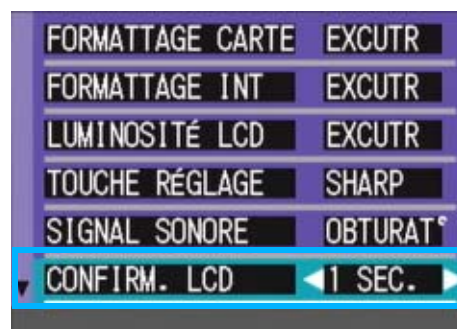 FORMATTAGE CARTE EXCUTR
FORMATTAGE INT EXCUTR
LUMINOSITÉ LCD EXCUTR
TOUCHE RÉGLAGE SHARP
SIGNAL SONORE OBTURAT°
CONFIRM. LCD 1 SEC.